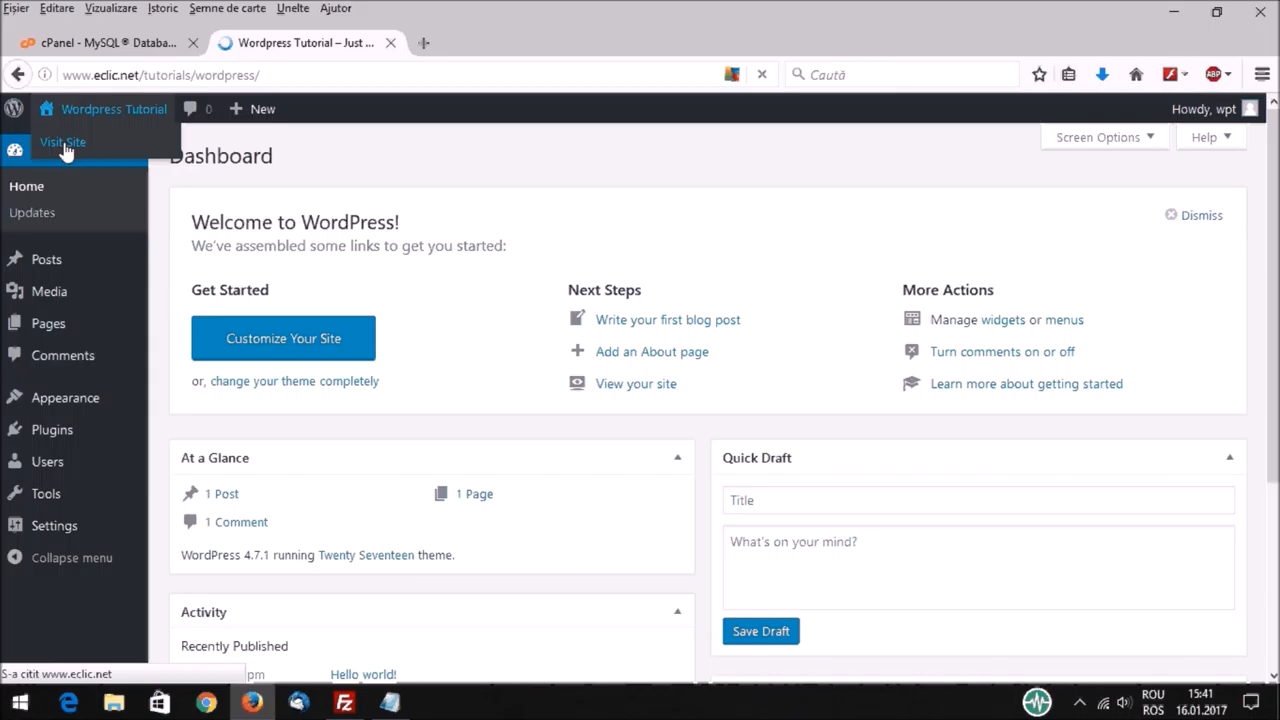 Fișier Editare Vizualizare Istoric Semne de carte Unelte Ajutor
cPanel - MySQL® Databa... Wordpress Tutorial – Just ...
www.eclic.net/tutorials/wordpress/ Caută ABP
Wordpress Tutorial 0 New Howdy, wpt
Visit Site
Screen Options Help
Dashboard
Home
Updates
Posts
Media
Pages
Comments
Appearance
Plugins
Users
Tools
Settings
Collapse menu
Welcome to WordPress!
We've assembled some links to get you started:
Dismiss
Get Started
Customize Your Site
or, change your theme completely
Next Steps
Write your first blog post
Add an About page
View your site
More Actions
Manage widgets or menus
Turn comments on or off
Learn more about getting started
At a Glance
1 Post 1 Page
1 Comment
WordPress 4.7.1 running Twenty Seventeen theme.
Activity
Recently Published
pm Hello world!
Quick Draft
Title
What's on your mind?
Save Draft
S-a citit www.eclic.net
ROU 15:41
ROS 16.01.2017